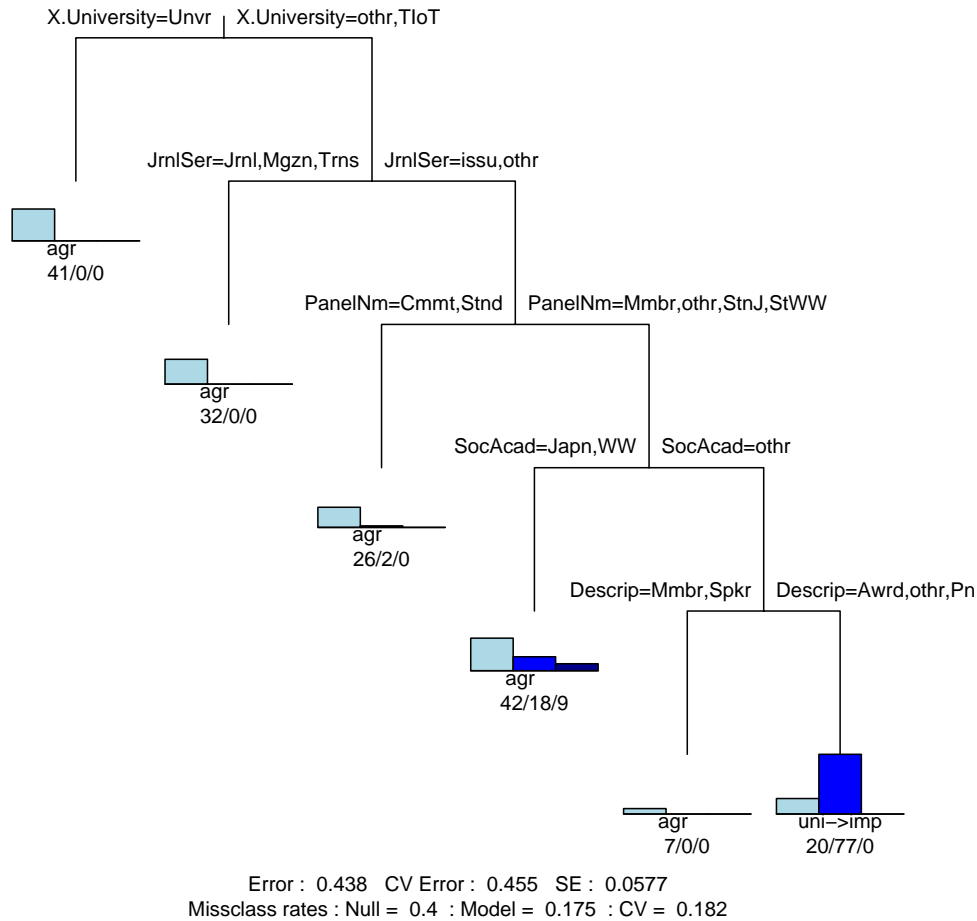 X.University=Unvr X.University=othr,TIoT
JrnlSer=Jrnl,Mgzn,Trns JrnlSer=issu,othr
agr
41/0/0
PanelNm=Cmmt,Stnd PanelNm=Mmbr,othr,StnJ,StWW
agr
32/0/0
SocAcad=Japn,WW SocAcad=othr
agr
26/2/0
Descrip=Mmbr,Spkr Descrip=Awrd,othr,Pn
agr
42/18/9
agr
7/0/0
uni->imp
20/77/0
Error : 0.438 CV Error : 0.455 SE : 0.0577
Missclass rates : Null = 0.4 : Model = 0.175 : CV = 0.182